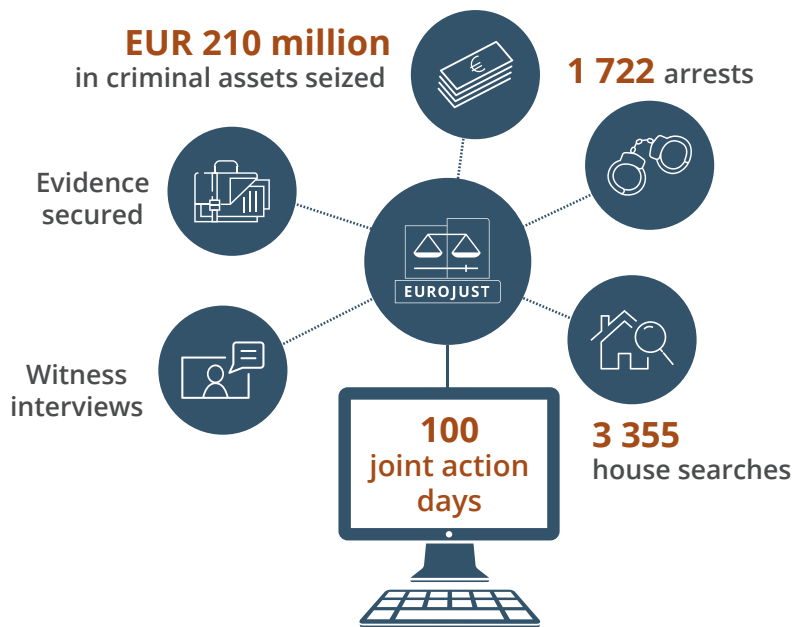 EUR 210 million
in criminal assets seized
1 722 arrests
Evidence
secured
EUROJUST
Witness
interviews
100
joint action
days
3 355
house searches